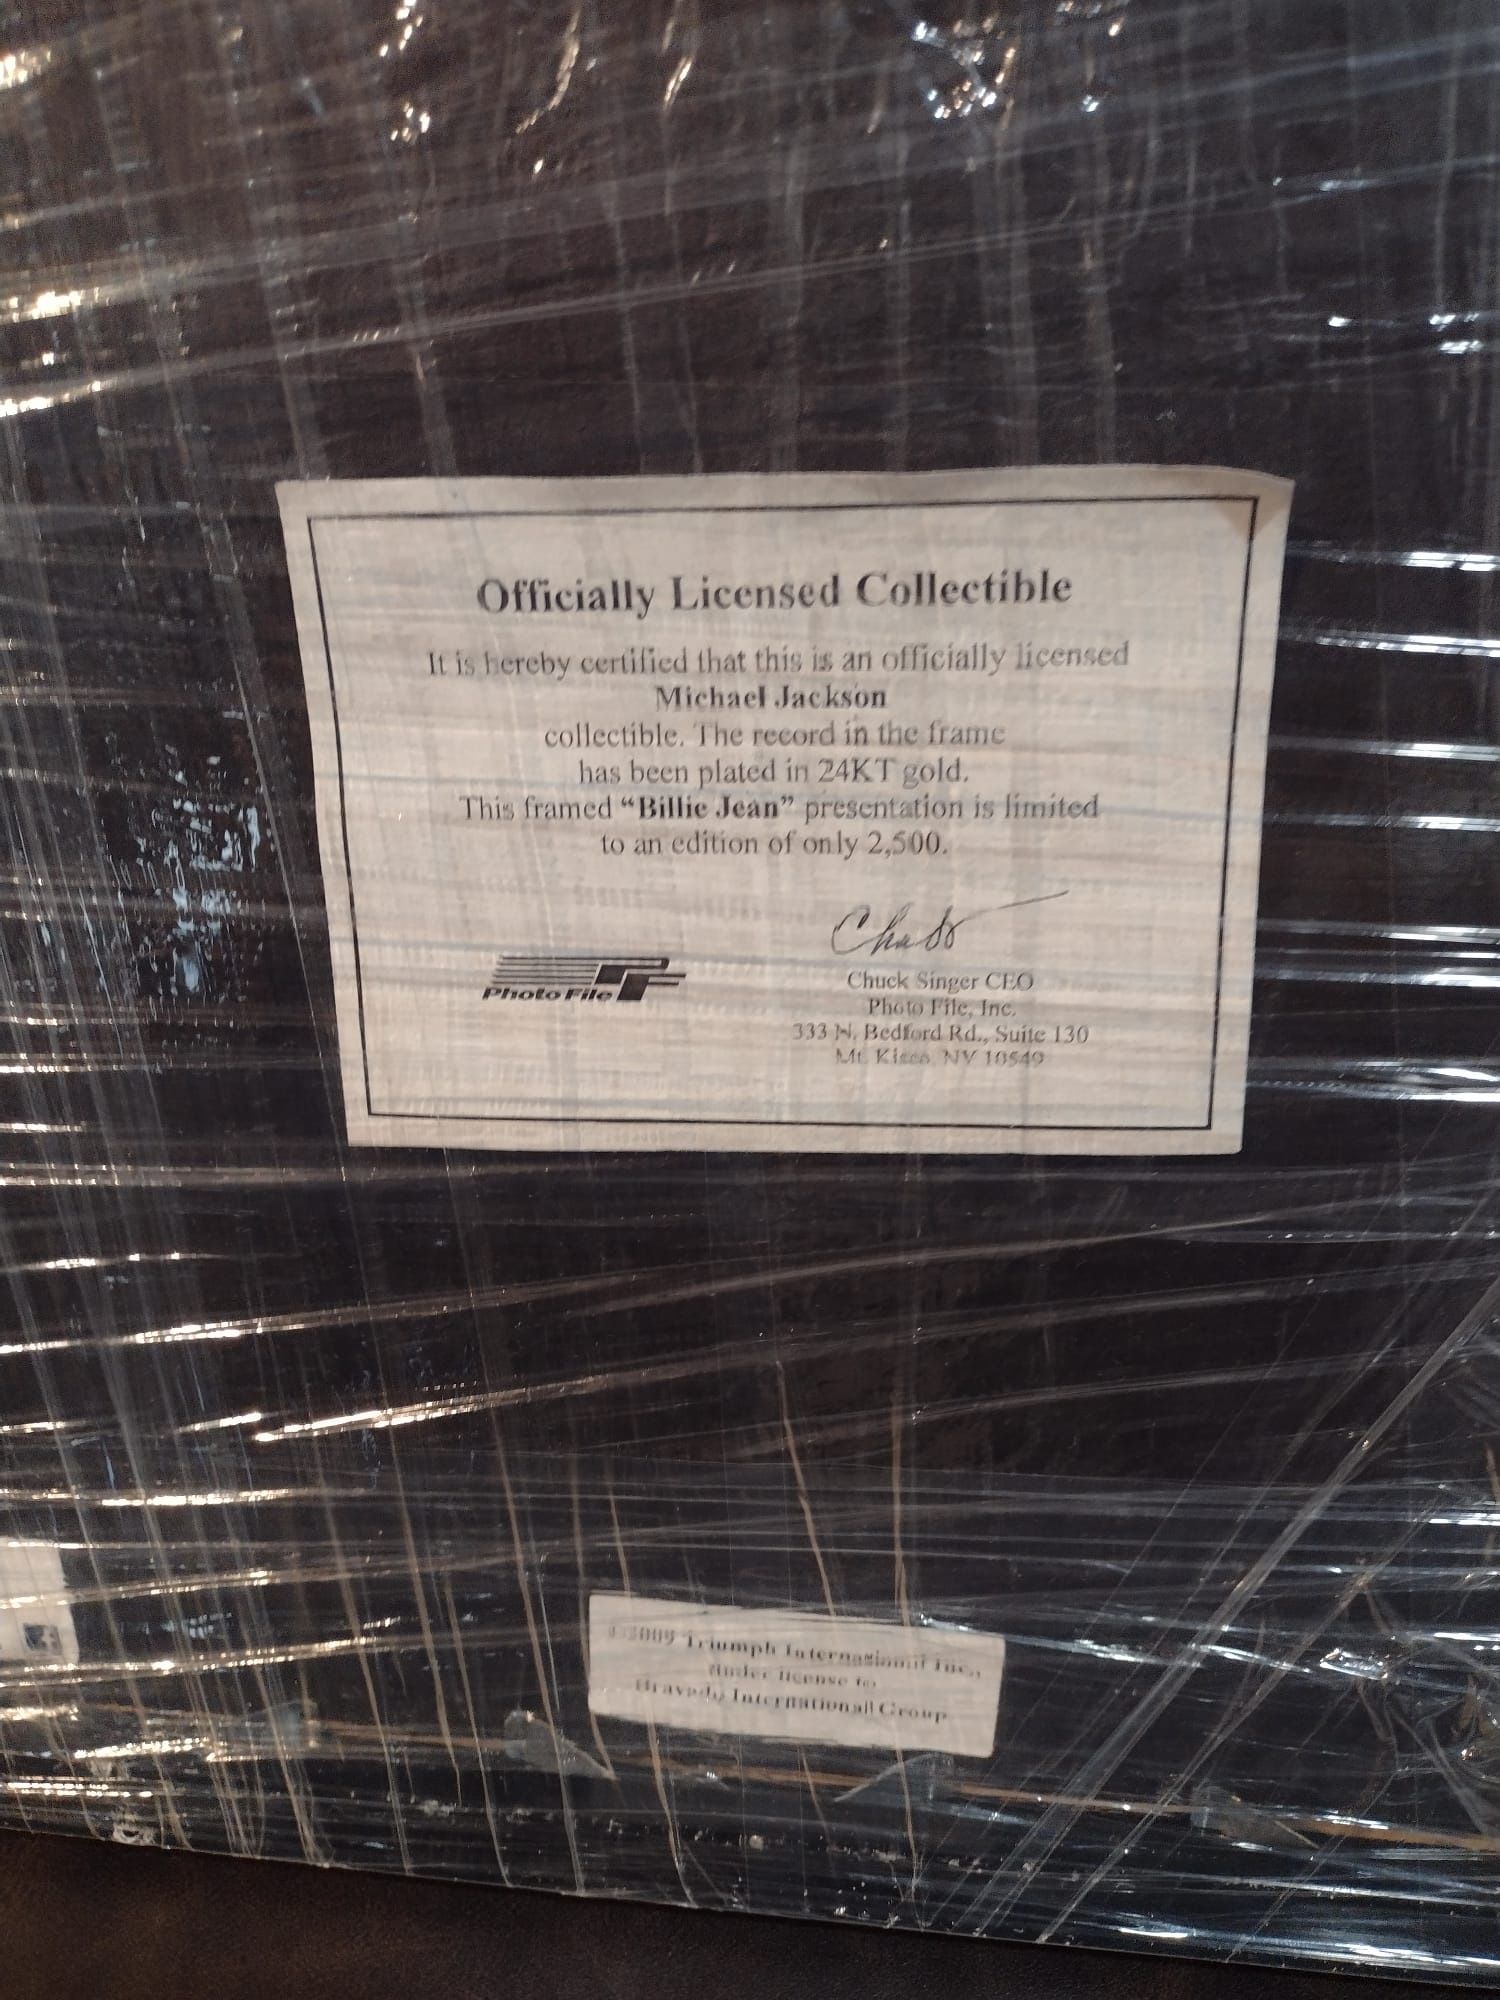 Officially Licensed Collectible
It is hereby certified that this is an officially licensed
Michael Jackson
collectible. The record in the frame
has been plated in 24KT gold.
This framed “Billie Jean” presentation is limited
to an edition of only 2,500.
Photo File PF
Chuck Singer CEO
Photo File, Inc.
333 N. Bedford Rd., Suite 130
Mt. Kisco, NY 10549
2009 Triumph International Inc.,
under license to
Bravado International Group